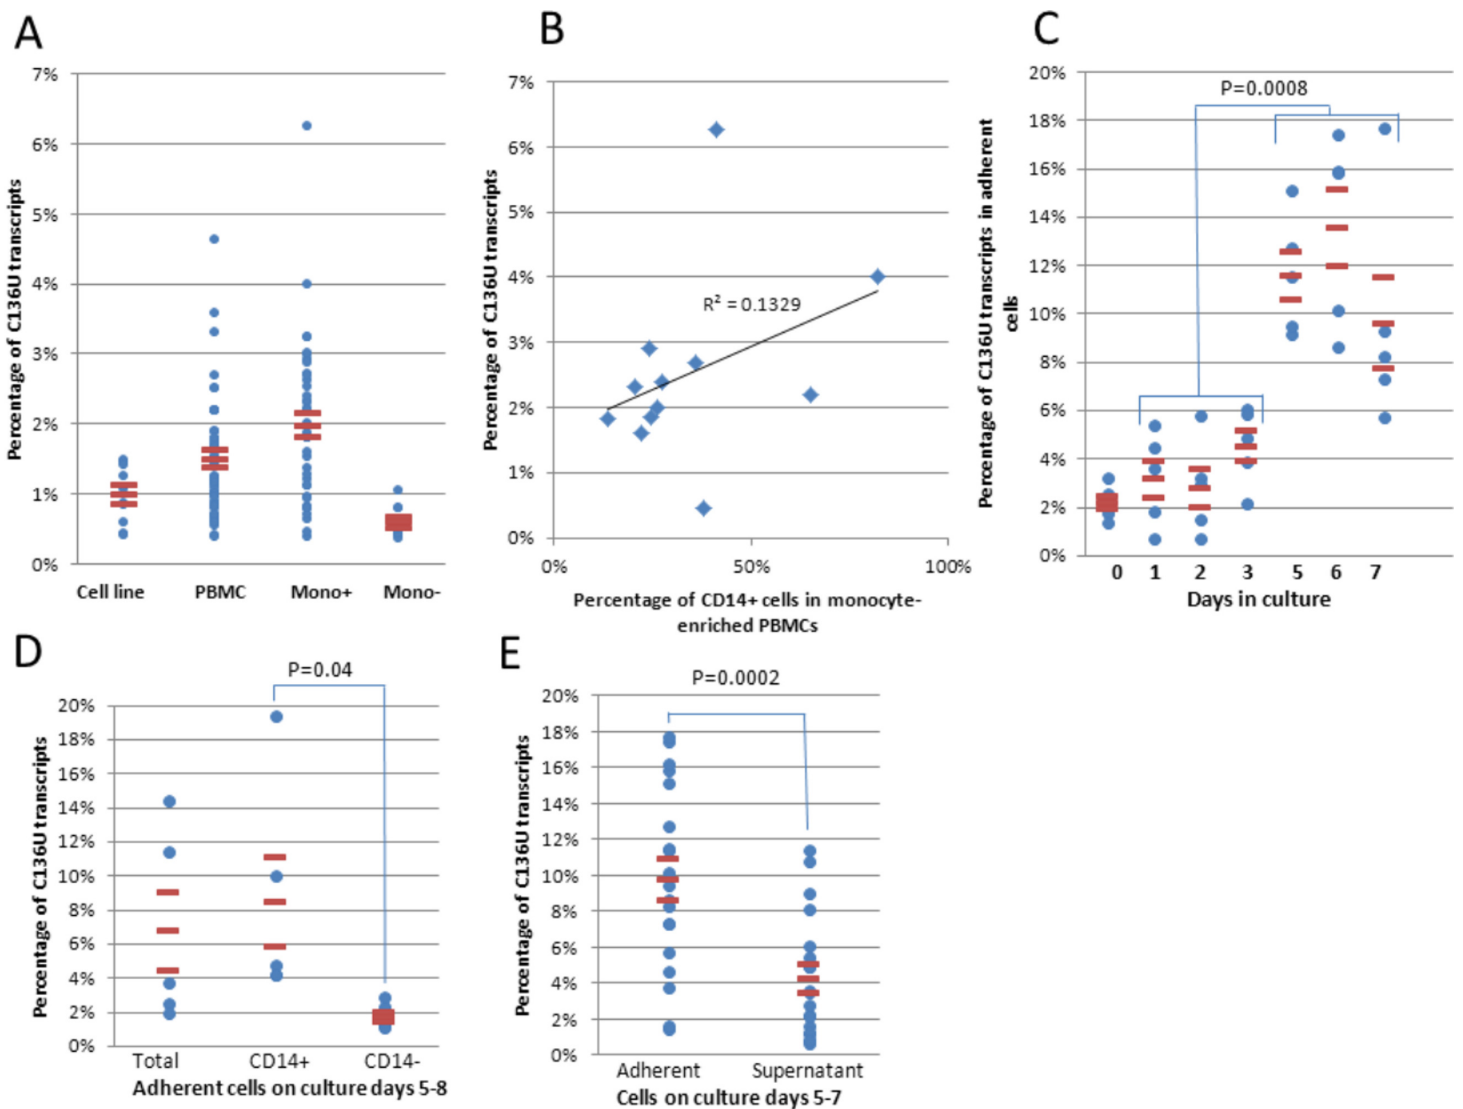 A
7%
6%
5%
4%
3%
2%
1%
0%
Percentage of C136U transcripts
Cell line PBMC Mono+ Mono-
B
7%
6%
5%
4%
3%
2%
1%
0%
Percentage of C136U transcripts
R² = 0.1329
0% 50% 100%
Percentage of CD14+ cells in monocyte-
enriched PBMCs
C
20%
18%
16%
14%
12%
10%
8%
6%
4%
2%
0%
Percentage of C136U transcripts in adherent
cells
P=0.0008
0 1 2 3 5 6 7
Days in culture
D
P=0.04
20%
18%
16%
14%
12%
10%
8%
6%
4%
2%
0%
Percentage of C136U transcripts
Total CD14+ CD14-
Adherent cells on culture days 5-8
E
P=0.0002
20%
18%
16%
14%
12%
10%
8%
6%
4%
2%
0%
Percentage of C136U transcripts
Adherent Supernatant
Cells on culture days 5-7